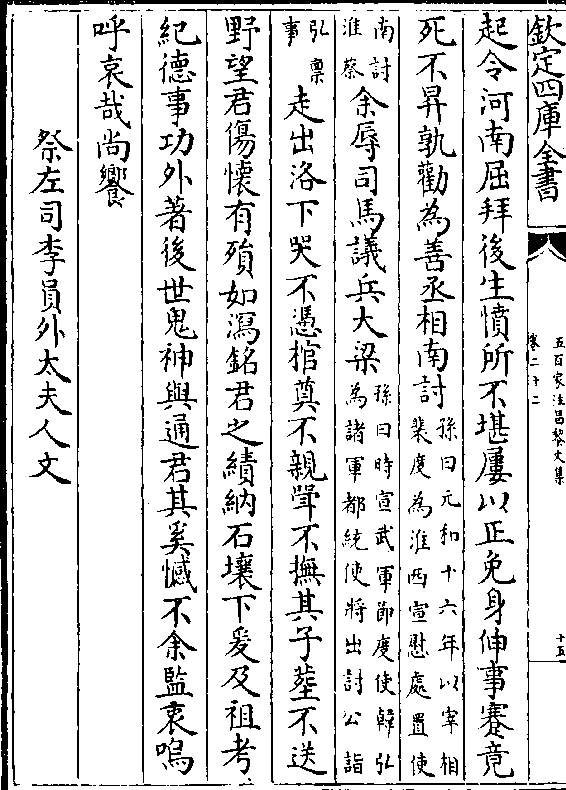 欽定四庫全書
五百家注昌黎文集
卷二十二
十五
起令河南屈拜後生憤所不堪屢以正免身伸事蹇竟
死不昇孰勸為善丞相南討孫曰元和十六年以宰相裴度為淮西宣慰處置使
南討淮蔡余辱司馬議兵大梁孫曰時宣武軍節度使韓弘為諸軍都統使將出討公詣
弘禀事走出洛下哭不憑棺奠不親斝不撫其子塟不送
野望君傷懷有殞如瀉銘君之績納石壤下爰及祖考
紀德事功外著後世鬼神與通君其奚憾不余監衷嗚
呼哀哉尚饗
祭左司李員外太夫人文